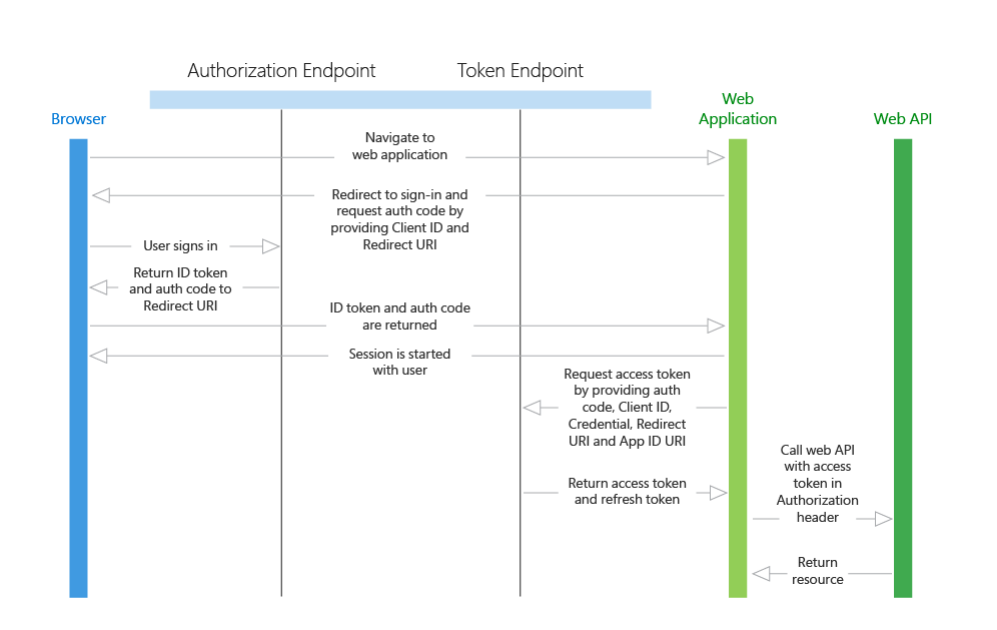 Authorization Endpoint
Token Endpoint
Browser
Web
Application
Web API
Navigate to
web application
Redirect to sign-in and
request auth code by
providing Client ID and
Redirect URI
User signs in
Return ID token
and auth code to
Redirect URI
ID token and auth code
are returned
Session is started
with user
Request access token
by providing auth
code, Client ID,
Credential, Redirect
URI and App ID URI
Return access token
and refresh token
Call web API
with access
token in
Authorization
header
Return
resource